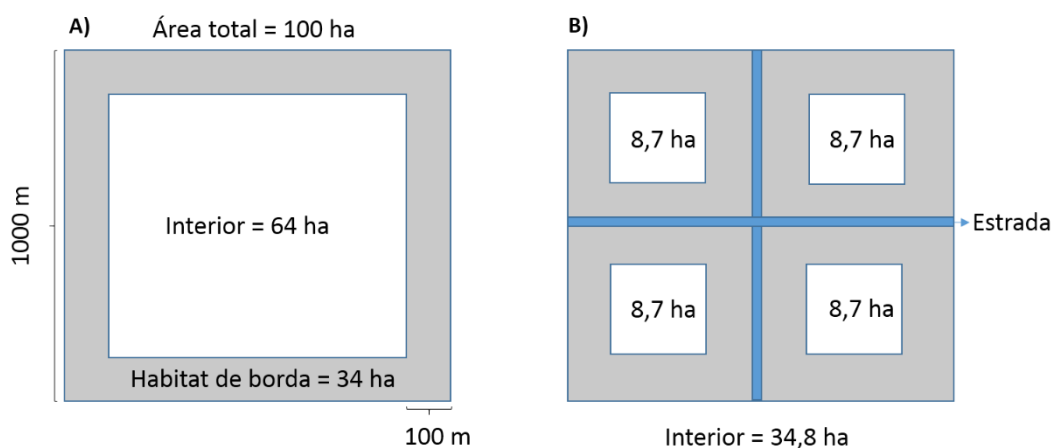 A)
Área total = 100 ha
1000 m
Interior = 64 ha
Habitat de borda = 34 ha
100 m
B)
8,7 ha
8,7 ha
Estrada
8,7 ha
8,7 ha
Interior = 34,8 ha